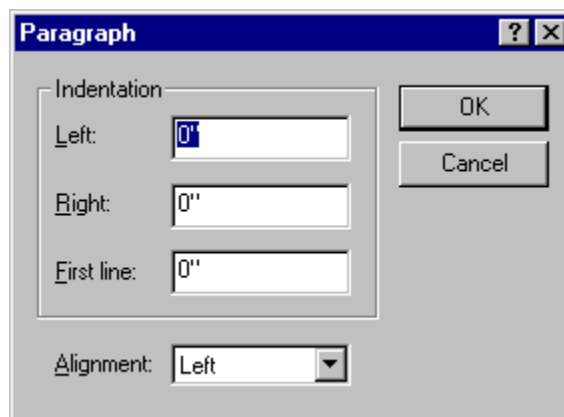 Paragraph
Indentation
Left: 0"
Right: 0"
First line: 0"
Alignment: Left
OK
Cancel